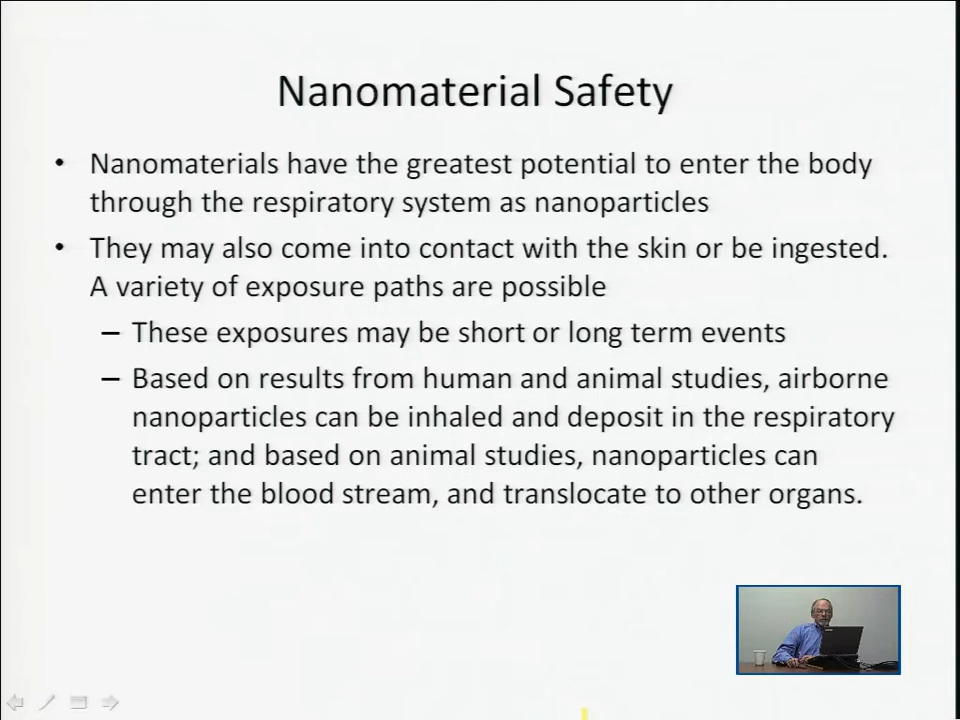 Nanomaterial Safety
• Nanomaterials have the greatest potential to enter the body
through the respiratory system as nanoparticles
• They may also come into contact with the skin or be ingested.
A variety of exposure paths are possible
– These exposures may be short or long term events
– Based on results from human and animal studies, airborne
nanoparticles can be inhaled and deposit in the respiratory
tract; and based on animal studies, nanoparticles can
enter the blood stream, and translocate to other organs.